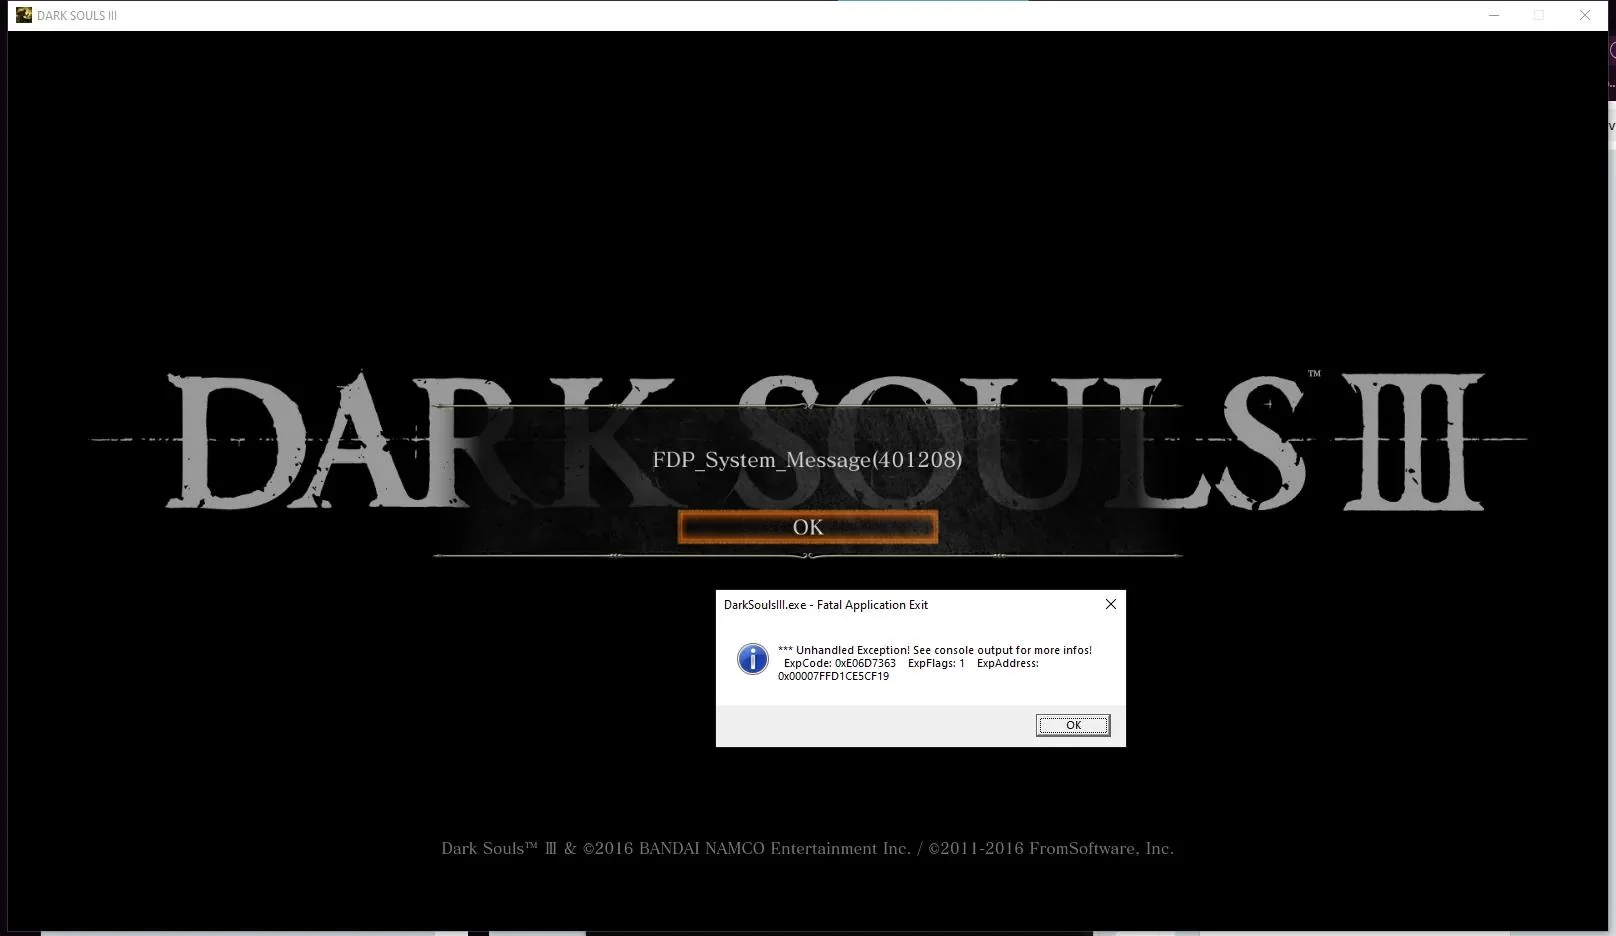 DARK SOULS III
DARK SOULS III™
FDP_System_Message(401208)
OK
DarkSoulsIII.exe - Fatal Application Exit
*** Unhandled Exception! See console output for more infos!
ExpCode: 0xE06D7363 ExpFlags: 1 ExpAddress:
0x00007FFD1CE5CF19
OK
Dark Souls™ Ⅲ & ©2016 BANDAI NAMCO Entertainment Inc. / ©2011-2016 FromSoftware, Inc.